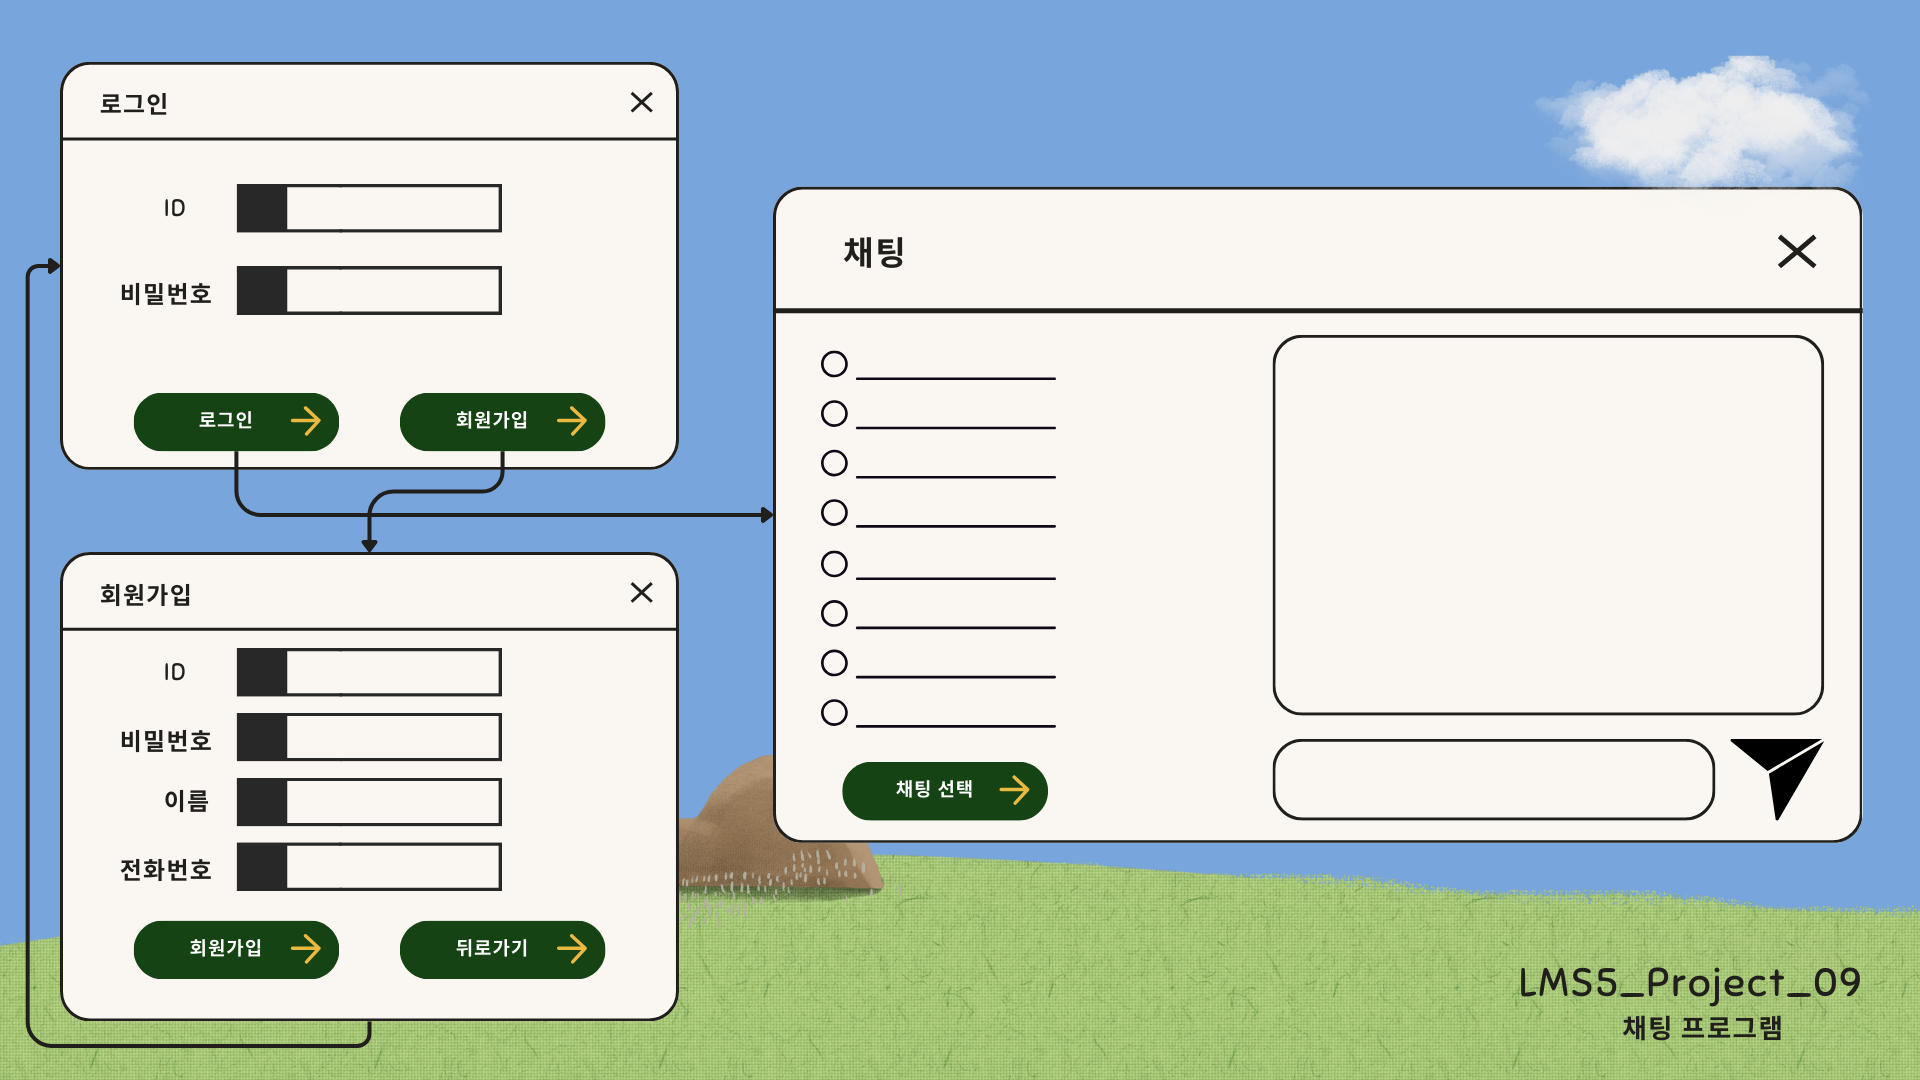 로그인
ID
비밀번호
로그인
회원가입
회원가입
ID
비밀번호
이름
전화번호
회원가입
뒤로가기
채팅
채팅 선택
LMS5_Project_09
채팅 프로그램